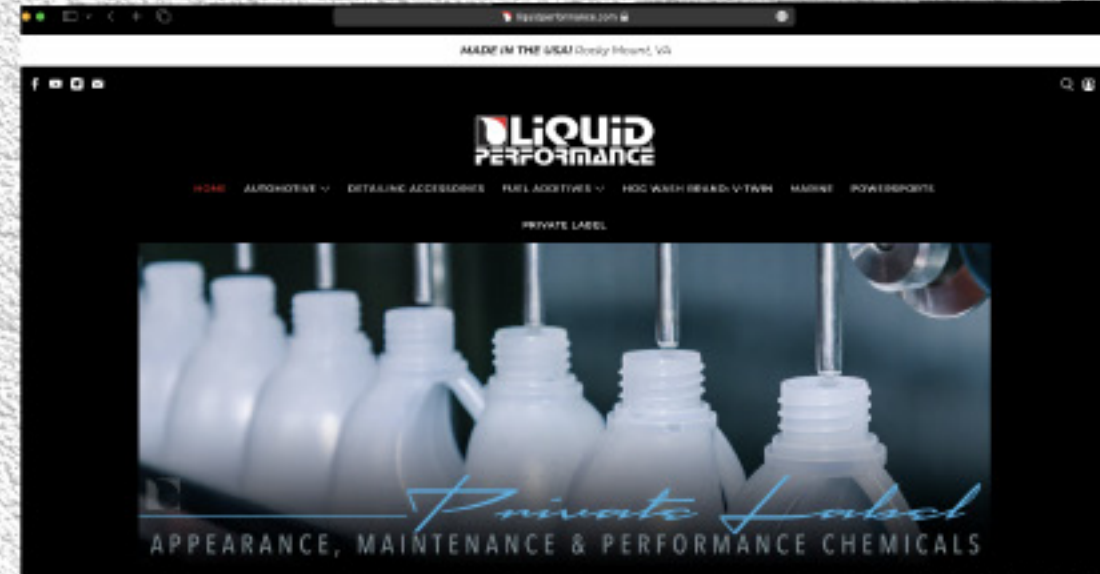 liquidperformance.com
MADE IN THE USA! Rocky Mount, VA
LiQUiD
PERFORMANCE
HOME AUTOMOTIVE DETAILING ACCESSORIES FUEL ADDITIVES HOG WASH BRAND: V-TWIN MARINE POWERSPORTS
PRIVATE LABEL
Private Label
APPEARANCE, MAINTENANCE & PERFORMANCE CHEMICALS